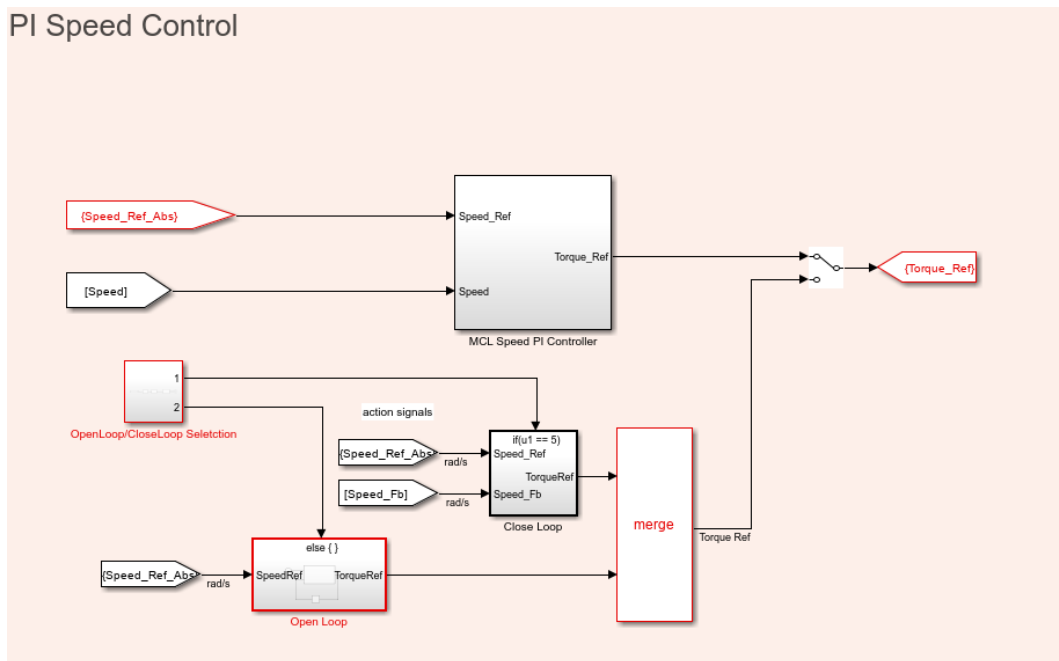 PI Speed Control
{Speed_Ref_Abs}
Speed_Ref
Torque_Ref
{Torque_Ref}
[Speed]
Speed
MCL Speed PI Controller
1
2
OpenLoop/CloseLoop Seletction
action signals
if(u1 == 5)
{Speed_Ref_Abs
rad/s
Speed_Ref
TorqueRef
[Speed_Fb]
rad/s
Speed_Fb
Close Loop
merge
Torque Ref
else { }
{Speed_Ref_Abs}
rad/s
SpeedRef
TorqueRef
Open Loop